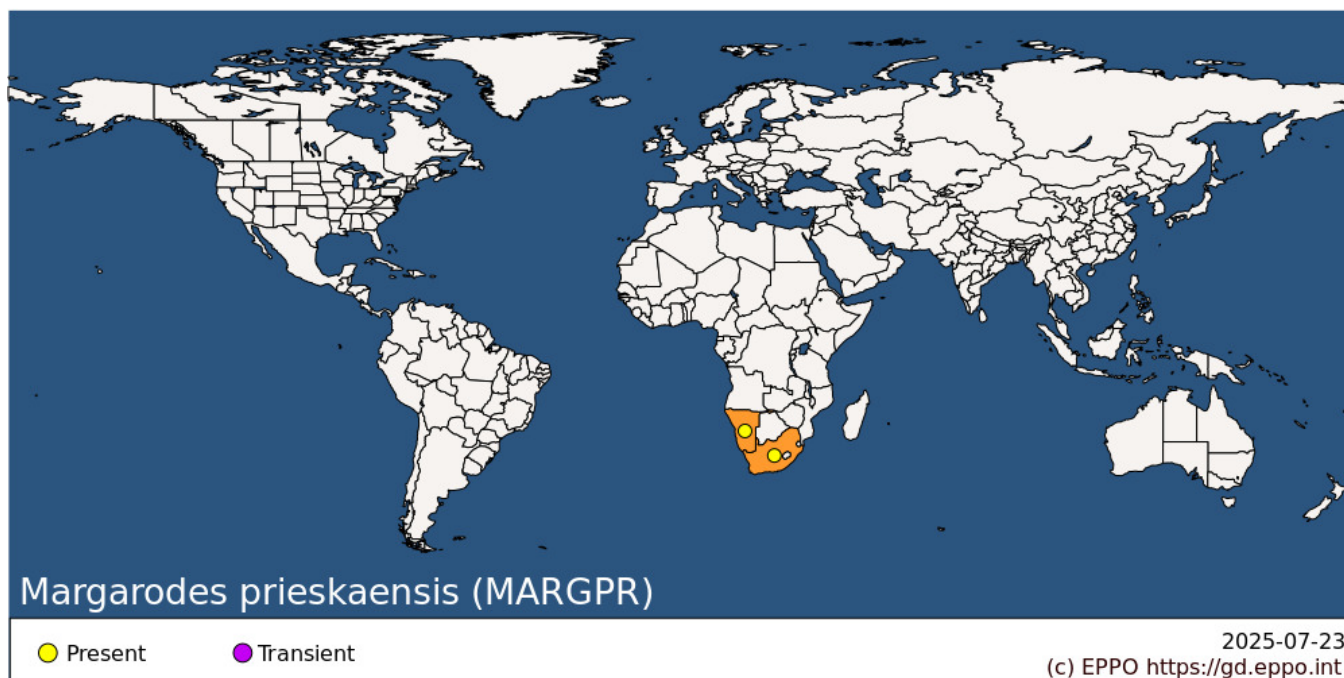 Margarodes prieskaensis (MARGPR)
Present
Transient
2025-07-23
(c) EPPO https://gd.eppo.int